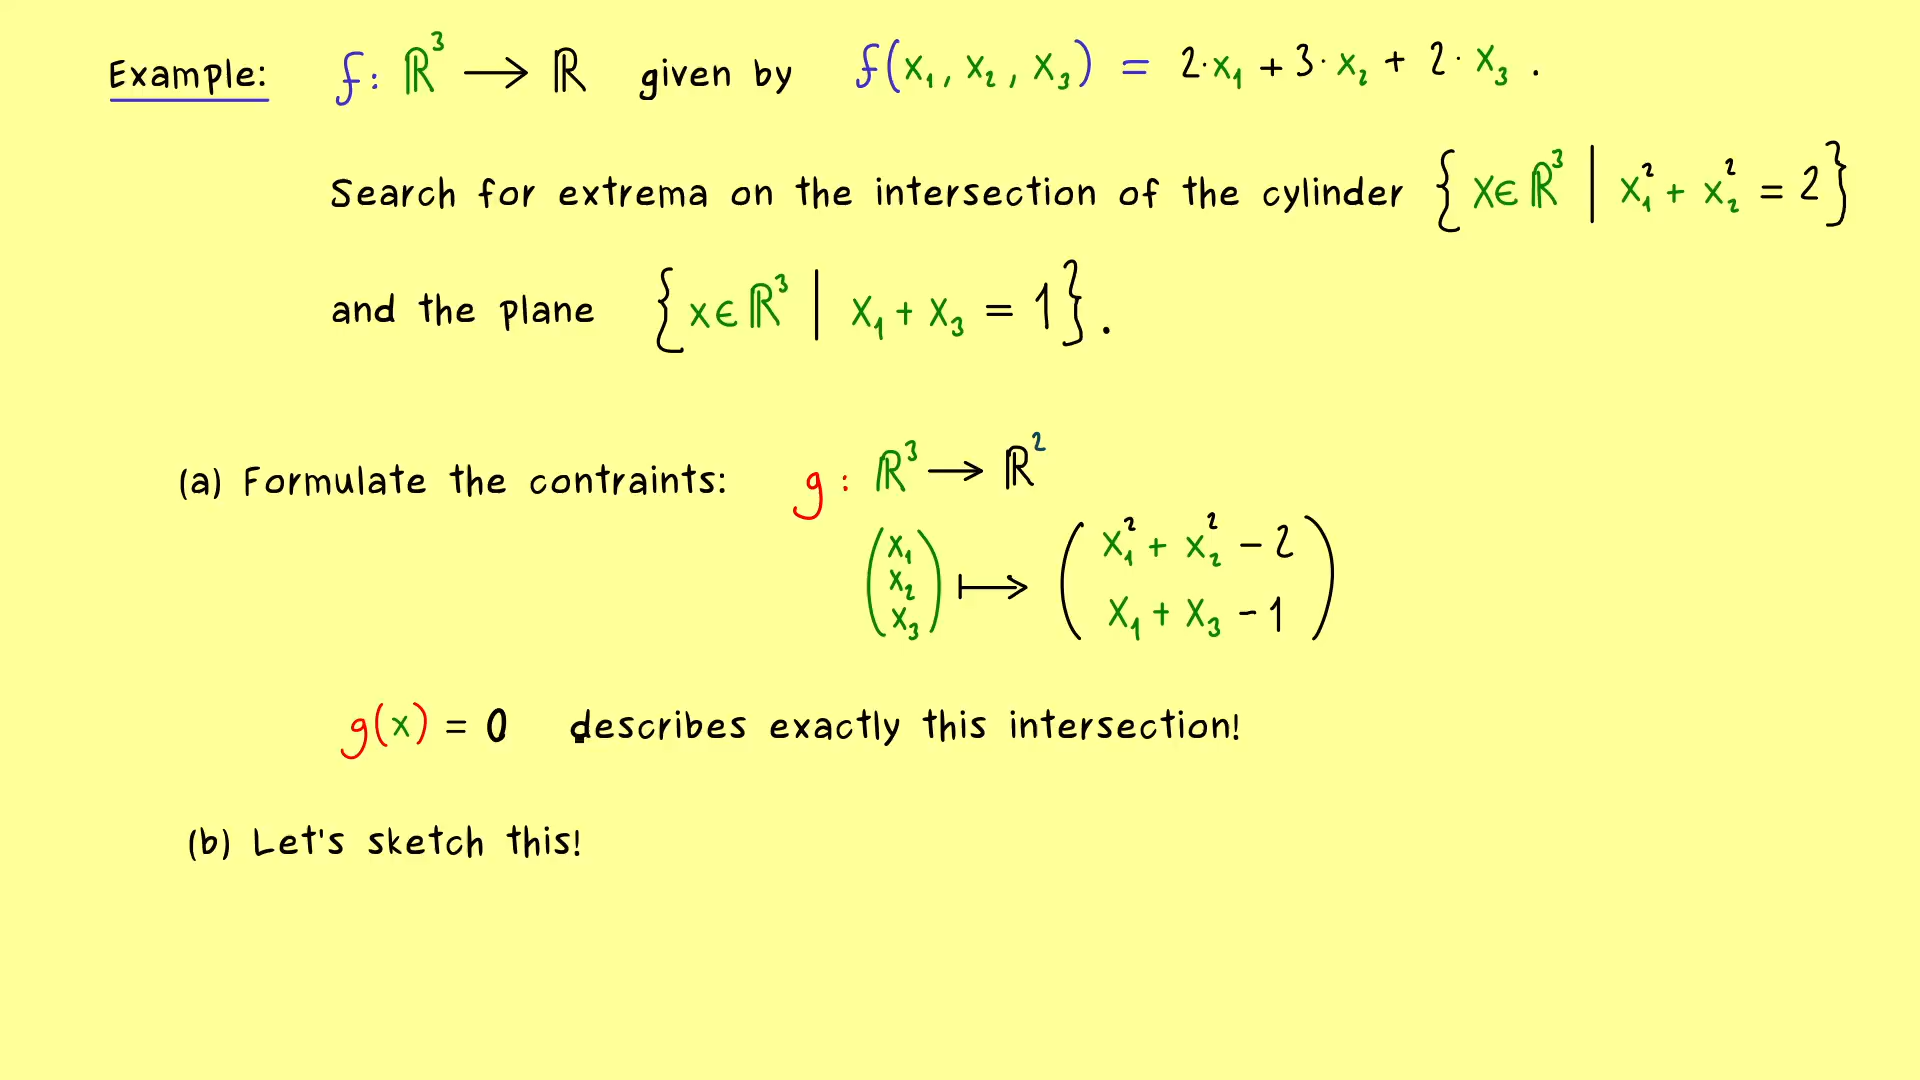 Example: f: ℝ³ → ℝ given by f(x₁, x₂, x₃) = 2·x₁ + 3·x₂ + 2·x₃ .
Search for extrema on the intersection of the cylinder { x∈ℝ³ | x₁² + x₂² = 2 }
and the plane { x∈ℝ³ | x₁ + x₃ = 1 } .
(a) Formulate the contraints: g : ℝ³ → ℝ²
( x₁ x₂ x₃ ) ↦ ( x₁² + x₂² − 2
x₁ + x₃ − 1 )
g(x) = 0 describes exactly this intersection!
(b) Let's sketch this!